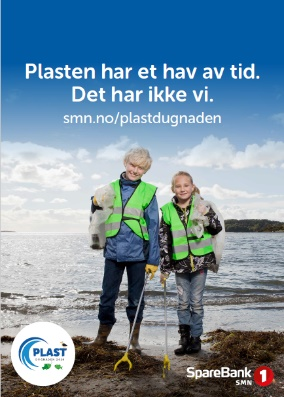 Plasten har et hav av tid.
Det har ikke vi.
smn.no/plastdugnaden
PLAST
SpareBank 1
SMN